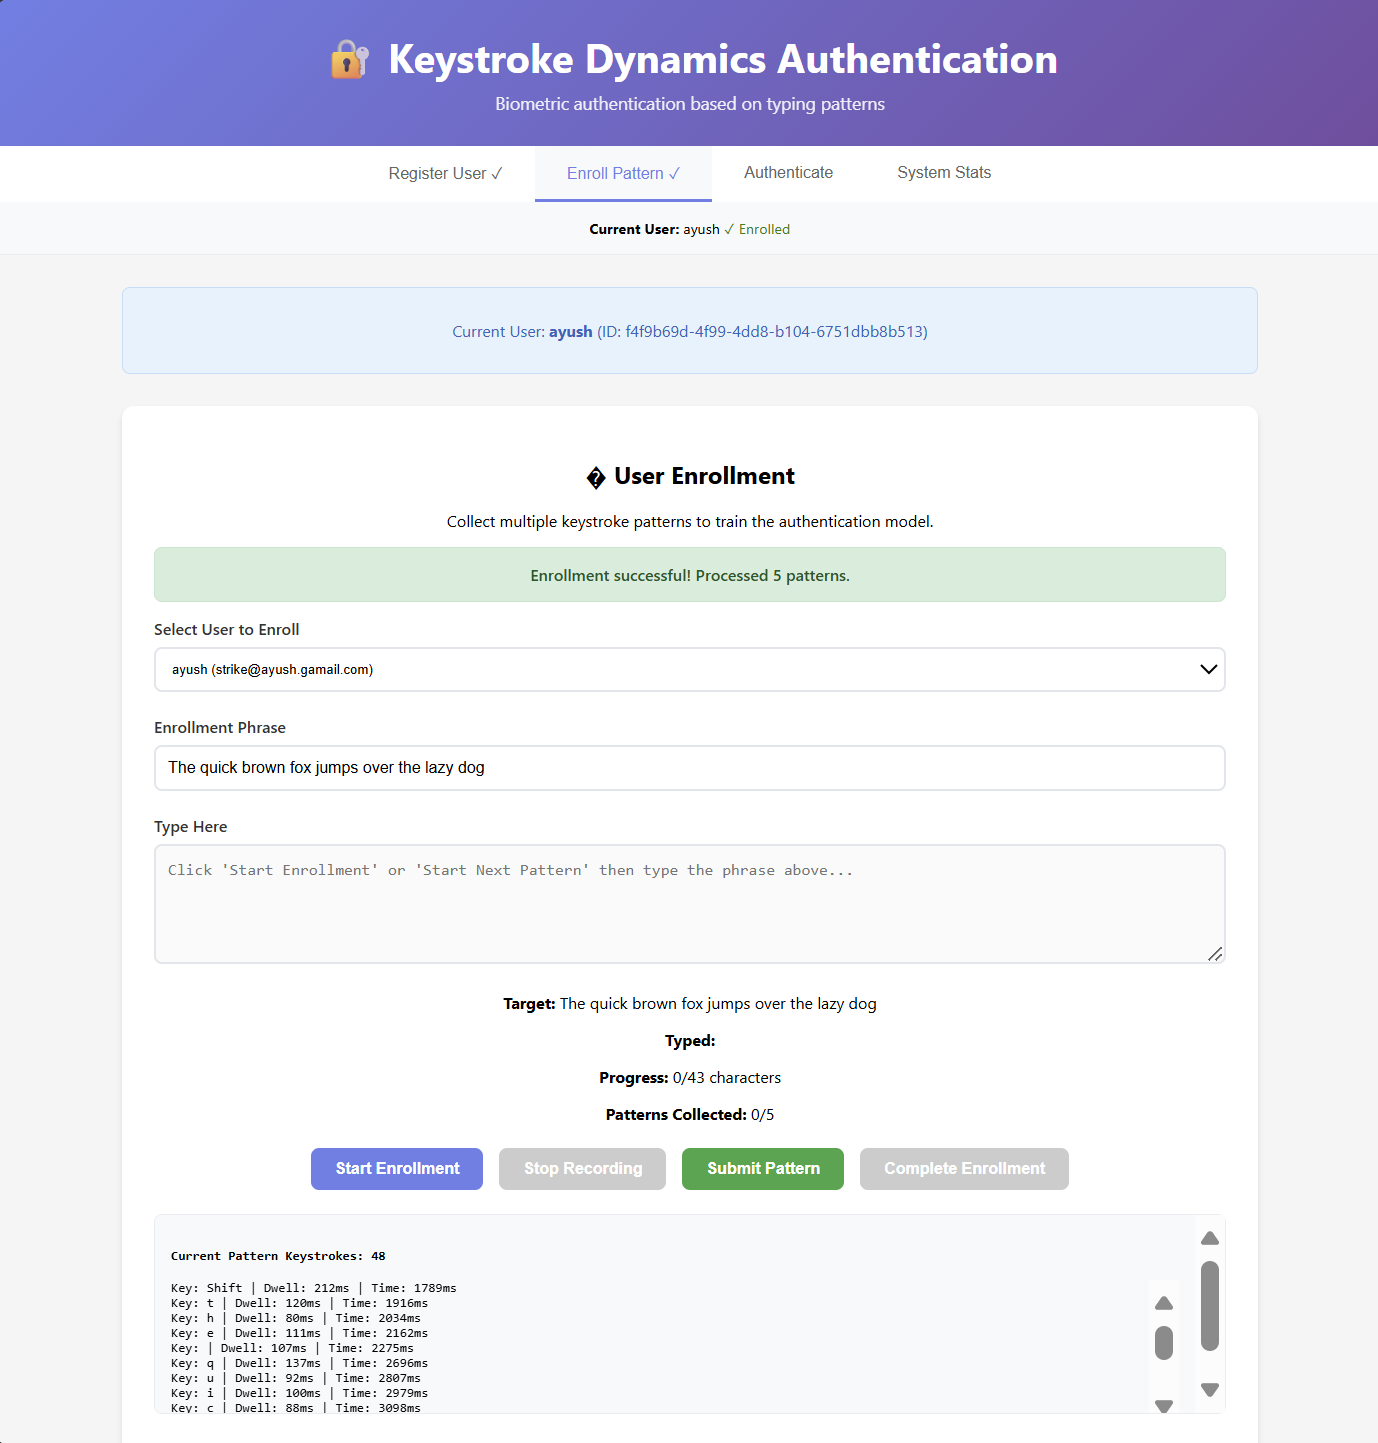 🔐 Keystroke Dynamics Authentication
Biometric authentication based on typing patterns
Register User ✓ Enroll Pattern ✓ Authenticate System Stats
Current User: ayush ✓ Enrolled
Current User: ayush (ID: f4f9b69d-4f99-4dd8-b104-6751dbb8b513)
� User Enrollment
Collect multiple keystroke patterns to train the authentication model.
Enrollment successful! Processed 5 patterns.
Select User to Enroll
ayush (strike@ayush.gamail.com)
Enrollment Phrase
The quick brown fox jumps over the lazy dog
Type Here
Click 'Start Enrollment' or 'Start Next Pattern' then type the phrase above...
Target: The quick brown fox jumps over the lazy dog
Typed:
Progress: 0/43 characters
Patterns Collected: 0/5
Start Enrollment Stop Recording Submit Pattern Complete Enrollment
Current Pattern Keystrokes: 48
Key: Shift | Dwell: 212ms | Time: 1789ms
Key: t | Dwell: 120ms | Time: 1916ms
Key: h | Dwell: 80ms | Time: 2034ms
Key: e | Dwell: 111ms | Time: 2162ms
Key: | Dwell: 107ms | Time: 2275ms
Key: q | Dwell: 137ms | Time: 2696ms
Key: u | Dwell: 92ms | Time: 2807ms
Key: i | Dwell: 100ms | Time: 2979ms
Key: c | Dwell: 88ms | Time: 3098ms